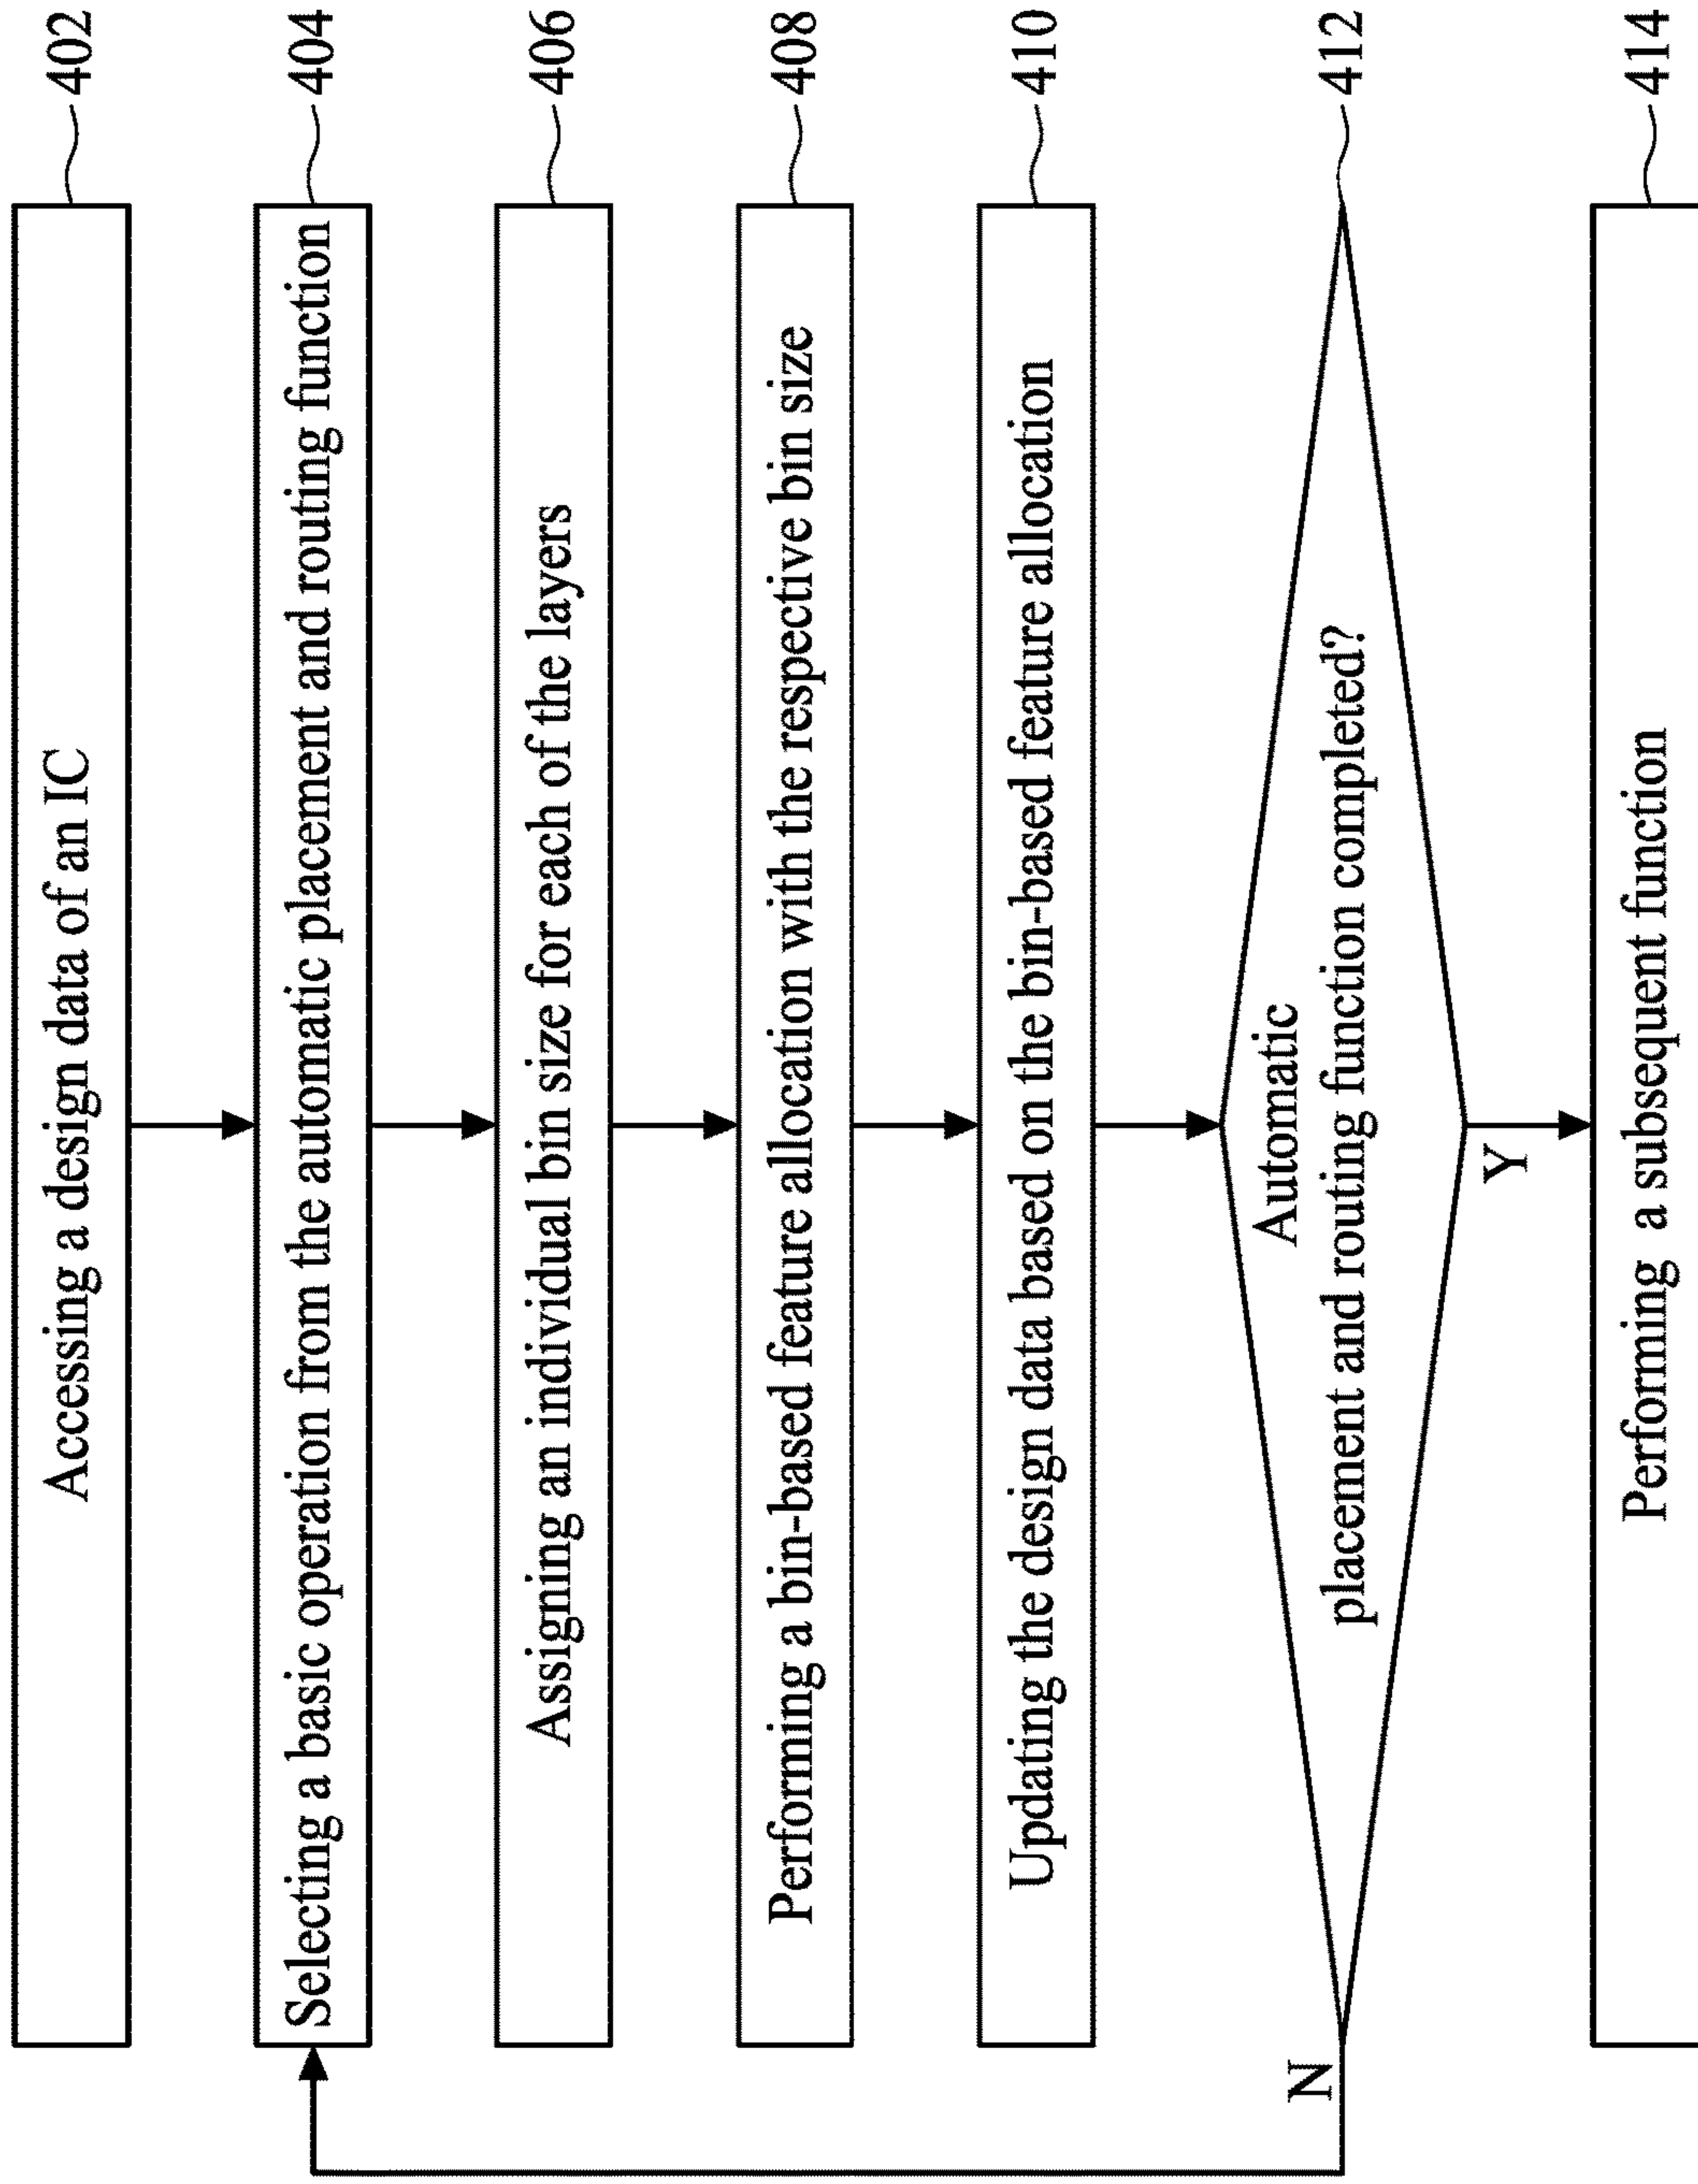 Accessing a design data of an IC
402
Selecting a basic operation from the automatic placement and routing function
404
Assigning an individual bin size for each of the layers
406
Performing a bin-based feature allocation with the respective bin size
408
Updating the design data based on the bin-based feature allocation
410
Automatic
placement and routing function completed?
412
N
Y
Performing a subsequent function
414